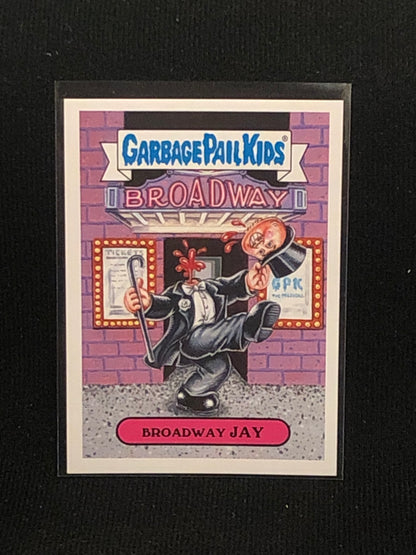 GARBAGE PAIL KIDS®
BROADWAY
TICKETS
GPK
THE MUSICAL
BROADWAY JAY